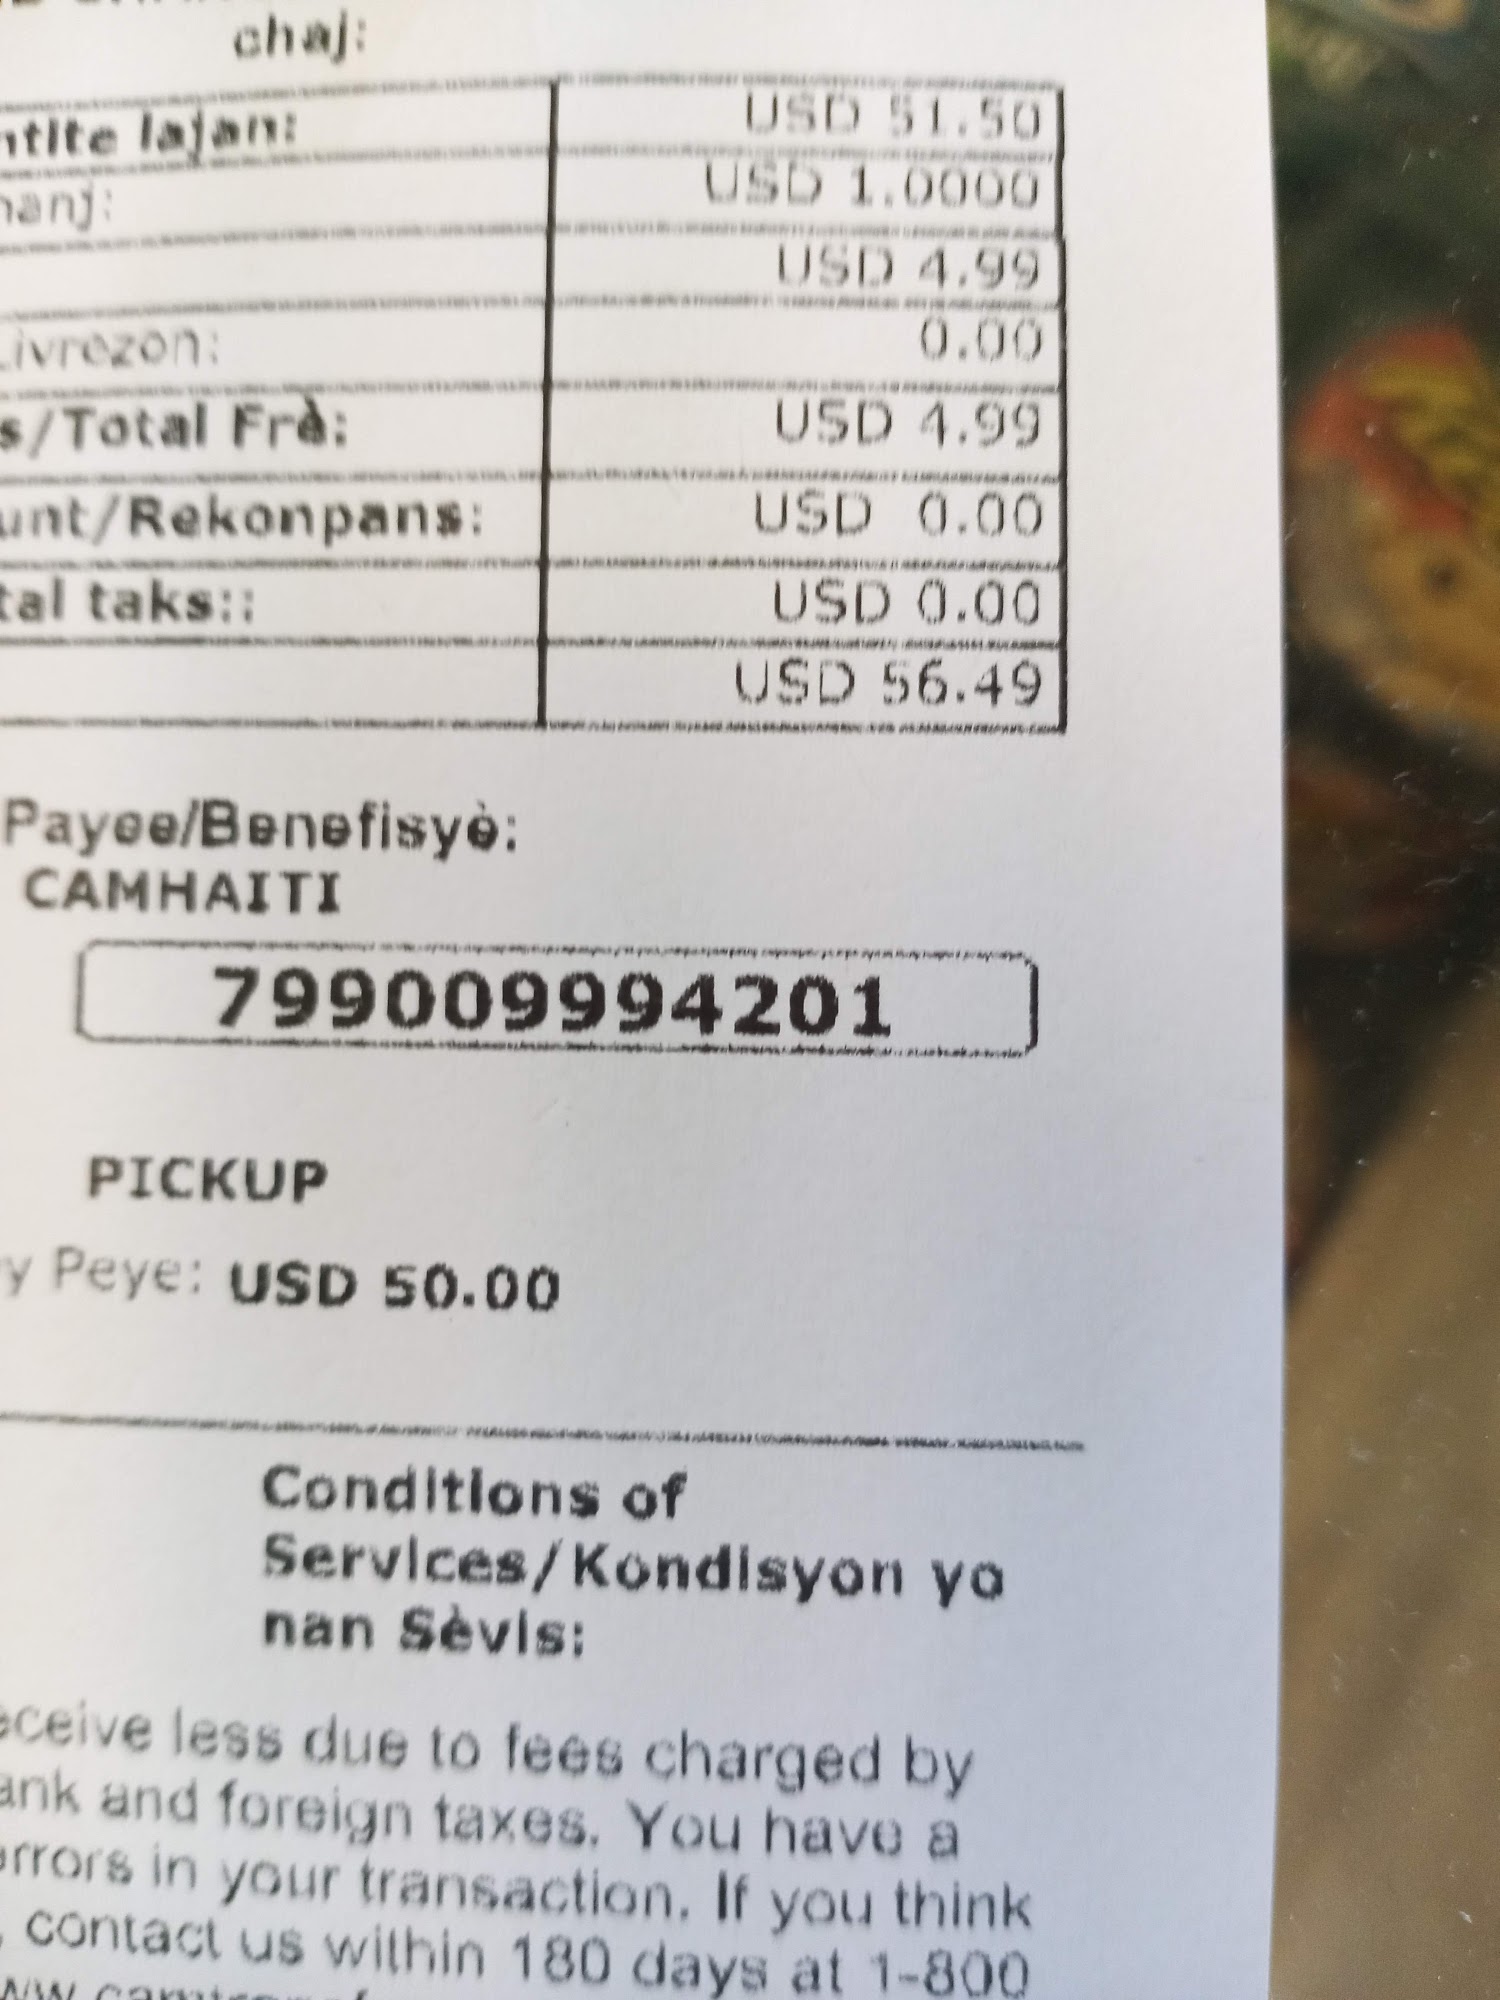 chaj:
ntite lajan: USD 51.50
hanj: USD 1.0000
USD 4.99
Livrezon: 0.00
s/Total Frè: USD 4.99
unt/Rekonpans: USD 0.00
tal taks:: USD 0.00
USD 56.49
Payee/Benefisyè:
CAMHAITI
799009994201
PICKUP
y Peye: USD 50.00
Conditions of
Services/Kondisyon yo
nan Sèvis:
eceive less due to fees charged by
ank and foreign taxes. You have a
errors in your transaction. If you think
, contact us within 180 days at 1-800